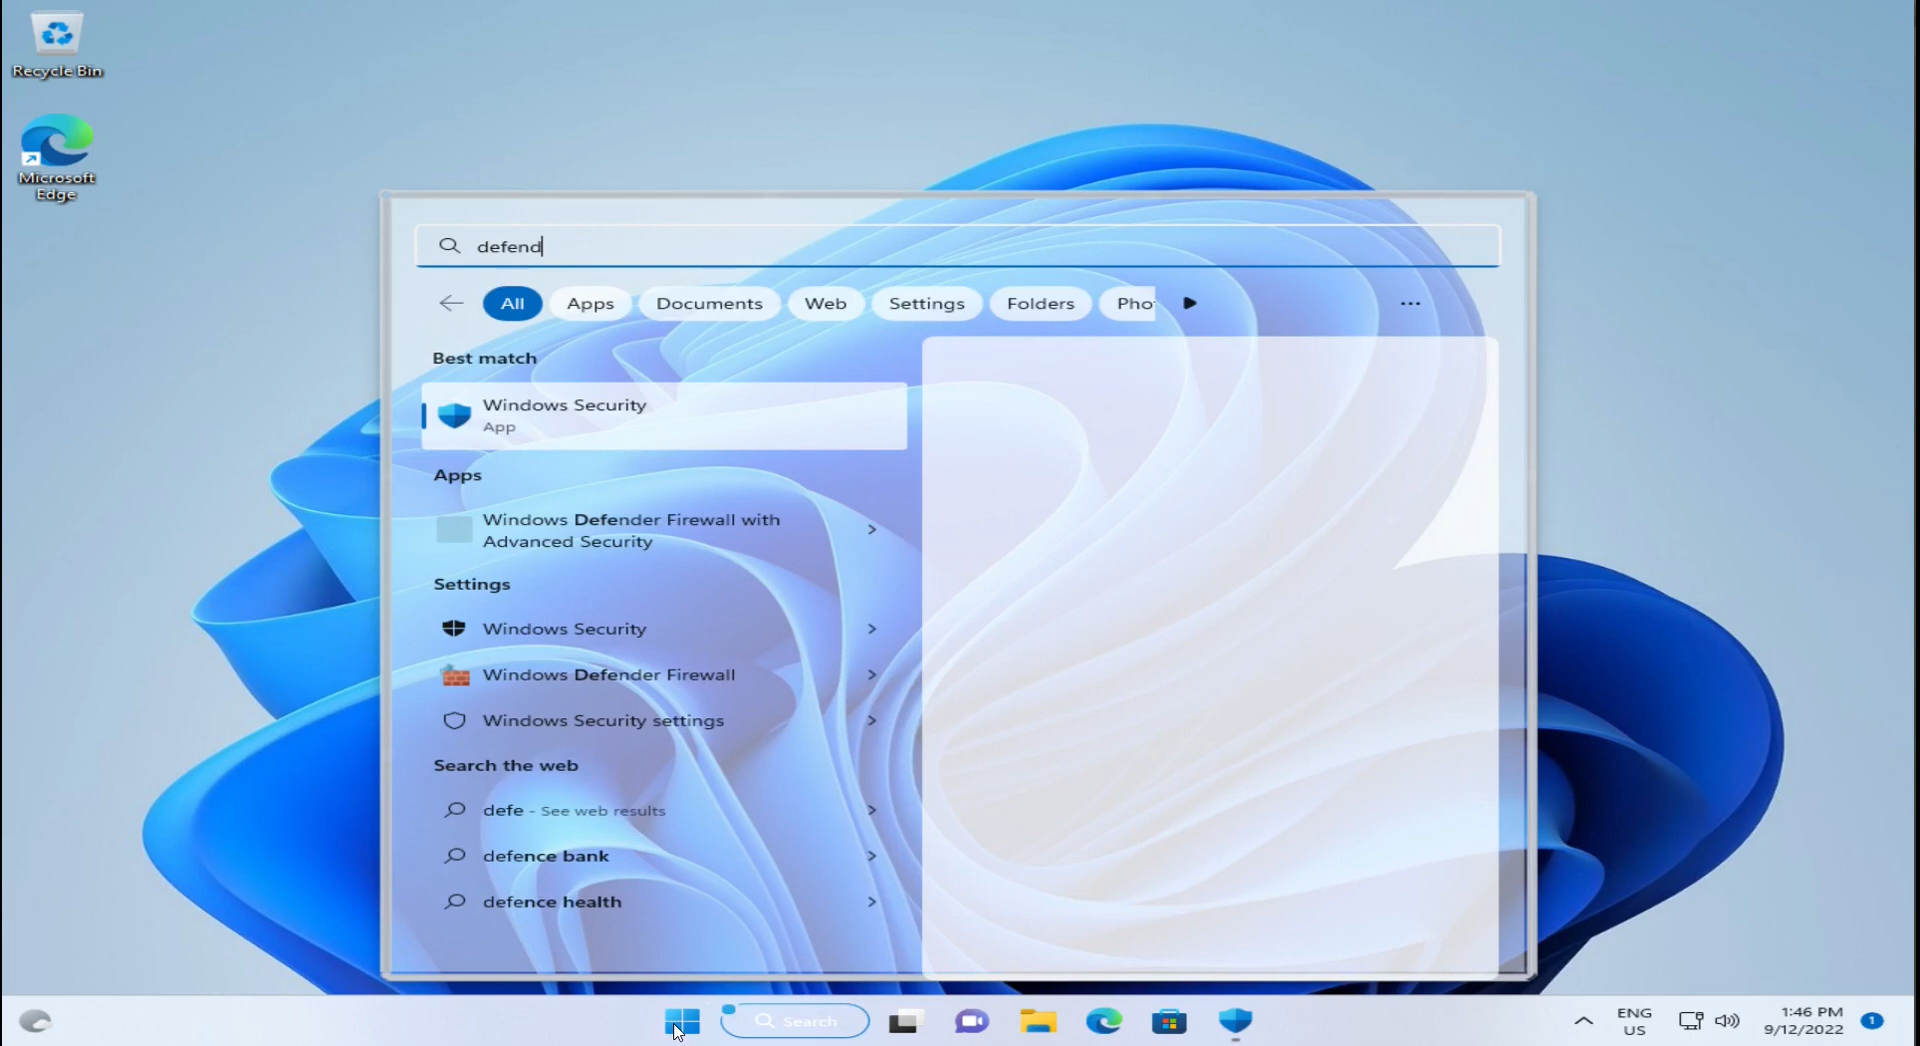 Recycle Bin
Microsoft
Edge
defend
All Apps Documents Web Settings Folders Pho
Best match
Windows Security
App
Apps
Windows Defender Firewall with
Advanced Security
Settings
Windows Security
Windows Defender Firewall
Windows Security settings
Search the web
defe - See web results
defence bank
defence health
Search
ENG
US
1:46 PM
9/12/2022
1